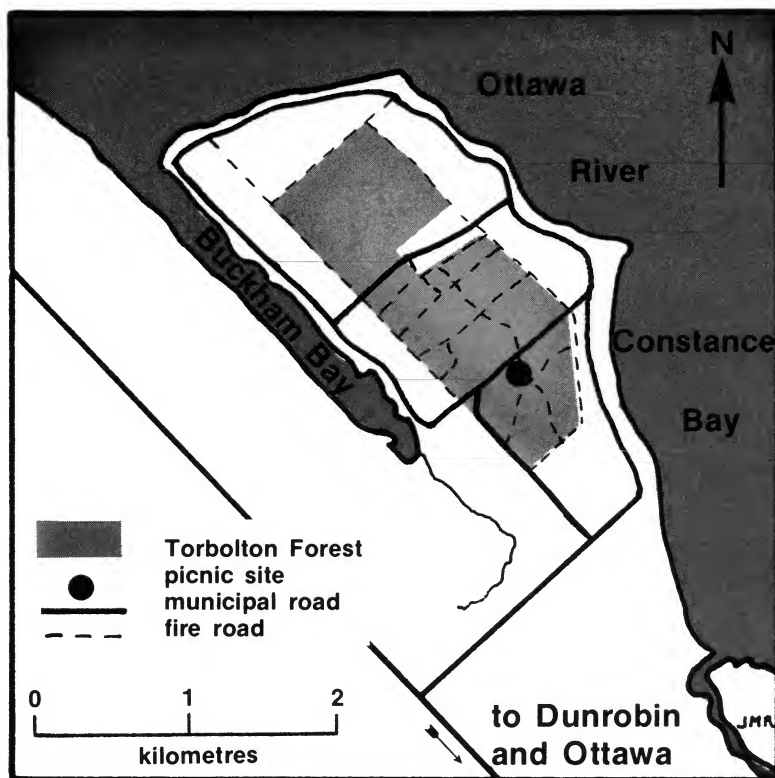 N
Ottawa
River
Buckham Bay
Constance
Bay
Torbolton Forest
picnic site
municipal road
fire road
0 1 2
kilometres
to Dunrobin
and Ottawa
JMR